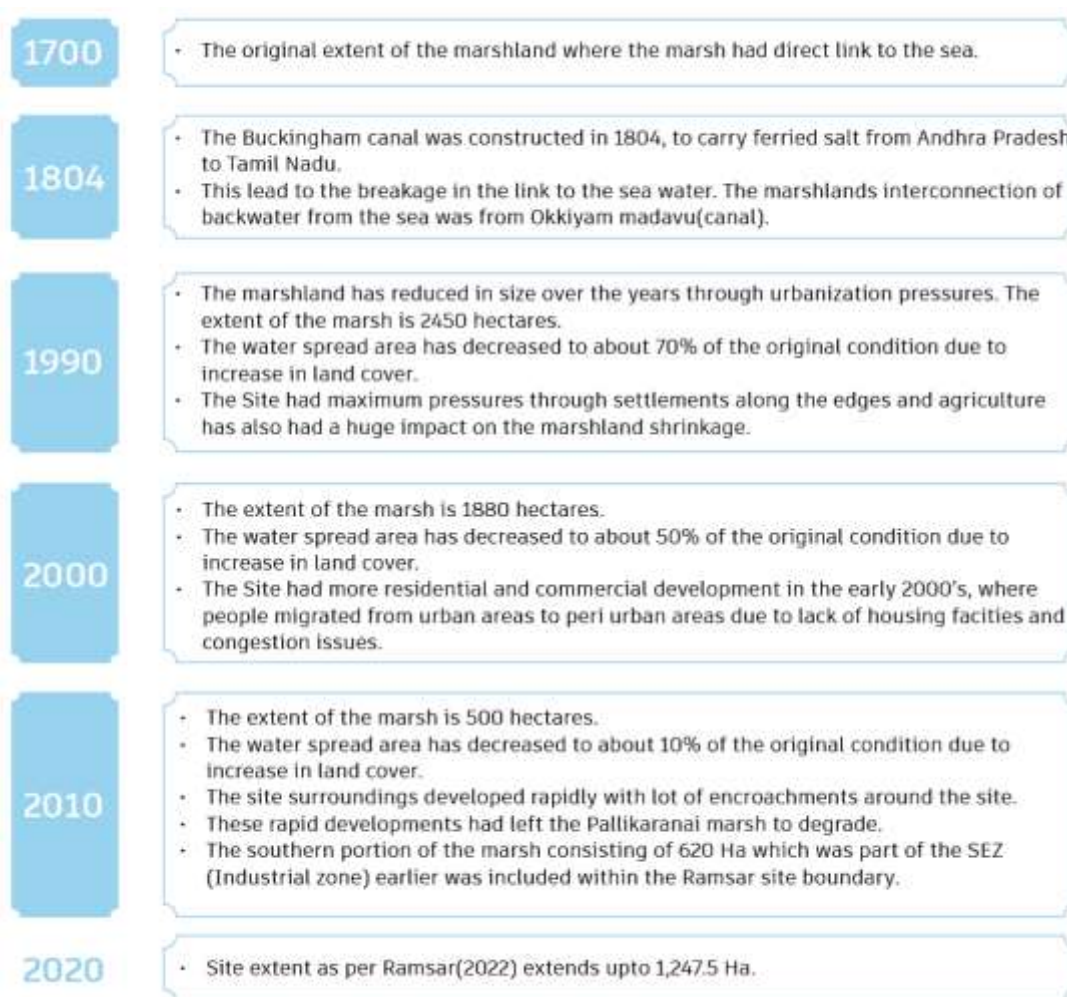 1700
• The original extent of the marshland where the marsh had direct link to the sea.
1804
• The Buckingham canal was constructed in 1804, to carry ferried salt from Andhra Pradesh
to Tamil Nadu.
• This lead to the breakage in the link to the sea water. The marshlands interconnection of
backwater from the sea was from Okkiyam madavu(canal).
1990
• The marshland has reduced in size over the years through urbanization pressures. The
extent of the marsh is 2450 hectares.
• The water spread area has decreased to about 70% of the original condition due to
increase in land cover.
• The Site had maximum pressures through settlements along the edges and agriculture
has also had a huge impact on the marshland shrinkage.
2000
• The extent of the marsh is 1880 hectares.
• The water spread area has decreased to about 50% of the original condition due to
increase in land cover.
• The Site had more residential and commercial development in the early 2000's, where
people migrated from urban areas to peri urban areas due to lack of housing facities and
congestion issues.
2010
• The extent of the marsh is 500 hectares.
• The water spread area has decreased to about 10% of the original condition due to
increase in land cover.
• The site surroundings developed rapidly with lot of encroachments around the site.
• These rapid developments had left the Pallikaranai marsh to degrade.
• The southern portion of the marsh consisting of 620 Ha which was part of the SEZ
(Industrial zone) earlier was included within the Ramsar site boundary.
2020
• Site extent as per Ramsar(2022) extends upto 1,247.5 Ha.